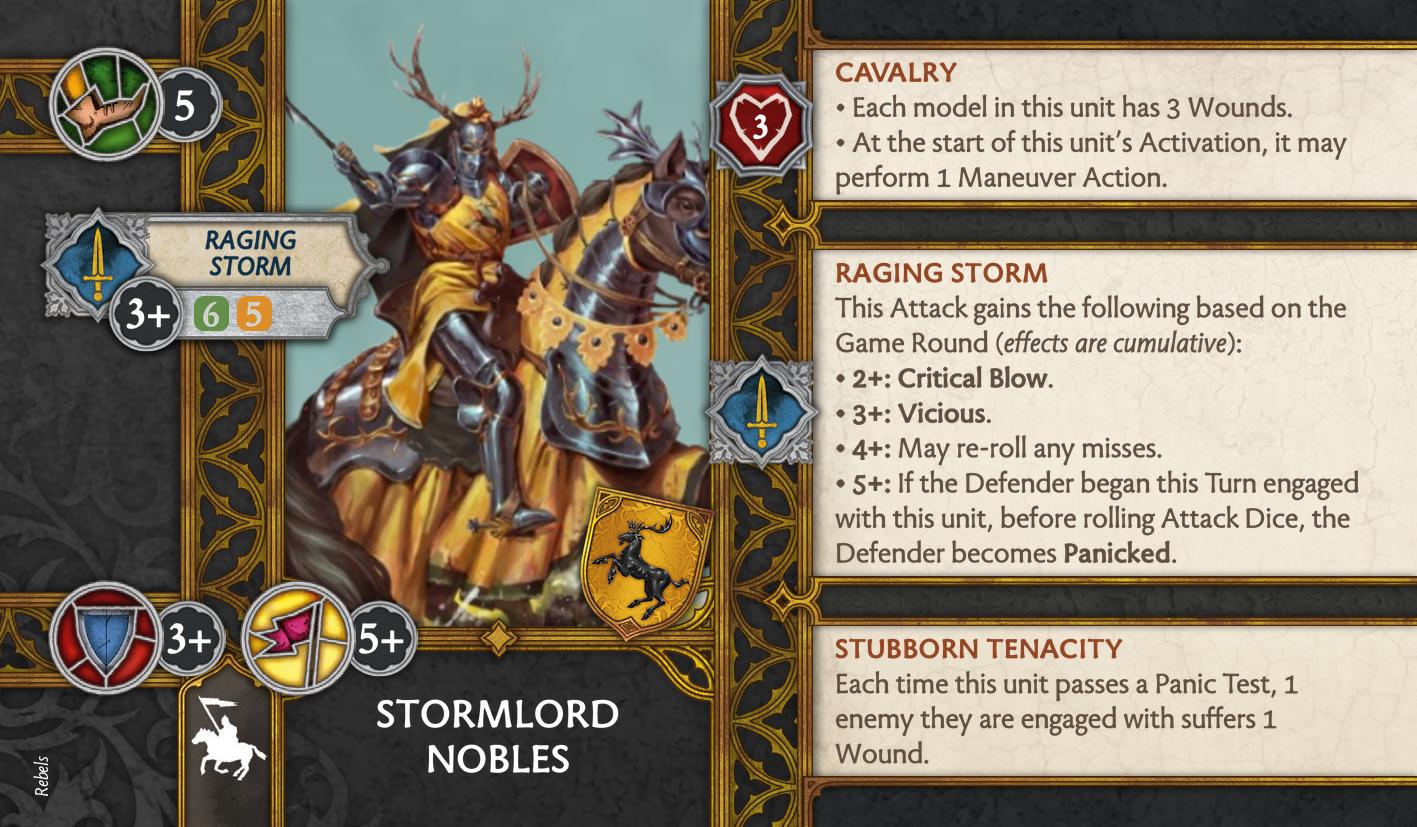 5
RAGING
STORM
3+ 6 5
3+ 5+
STORMLORD
NOBLES
Rebels
3
CAVALRY
• Each model in this unit has 3 Wounds.
• At the start of this unit's Activation, it may
perform 1 Maneuver Action.
RAGING STORM
This Attack gains the following based on the
Game Round (effects are cumulative):
• 2+: Critical Blow.
• 3+: Vicious.
• 4+: May re-roll any misses.
• 5+: If the Defender began this Turn engaged
with this unit, before rolling Attack Dice, the
Defender becomes Panicked.
STUBBORN TENACITY
Each time this unit passes a Panic Test, 1
enemy they are engaged with suffers 1
Wound.